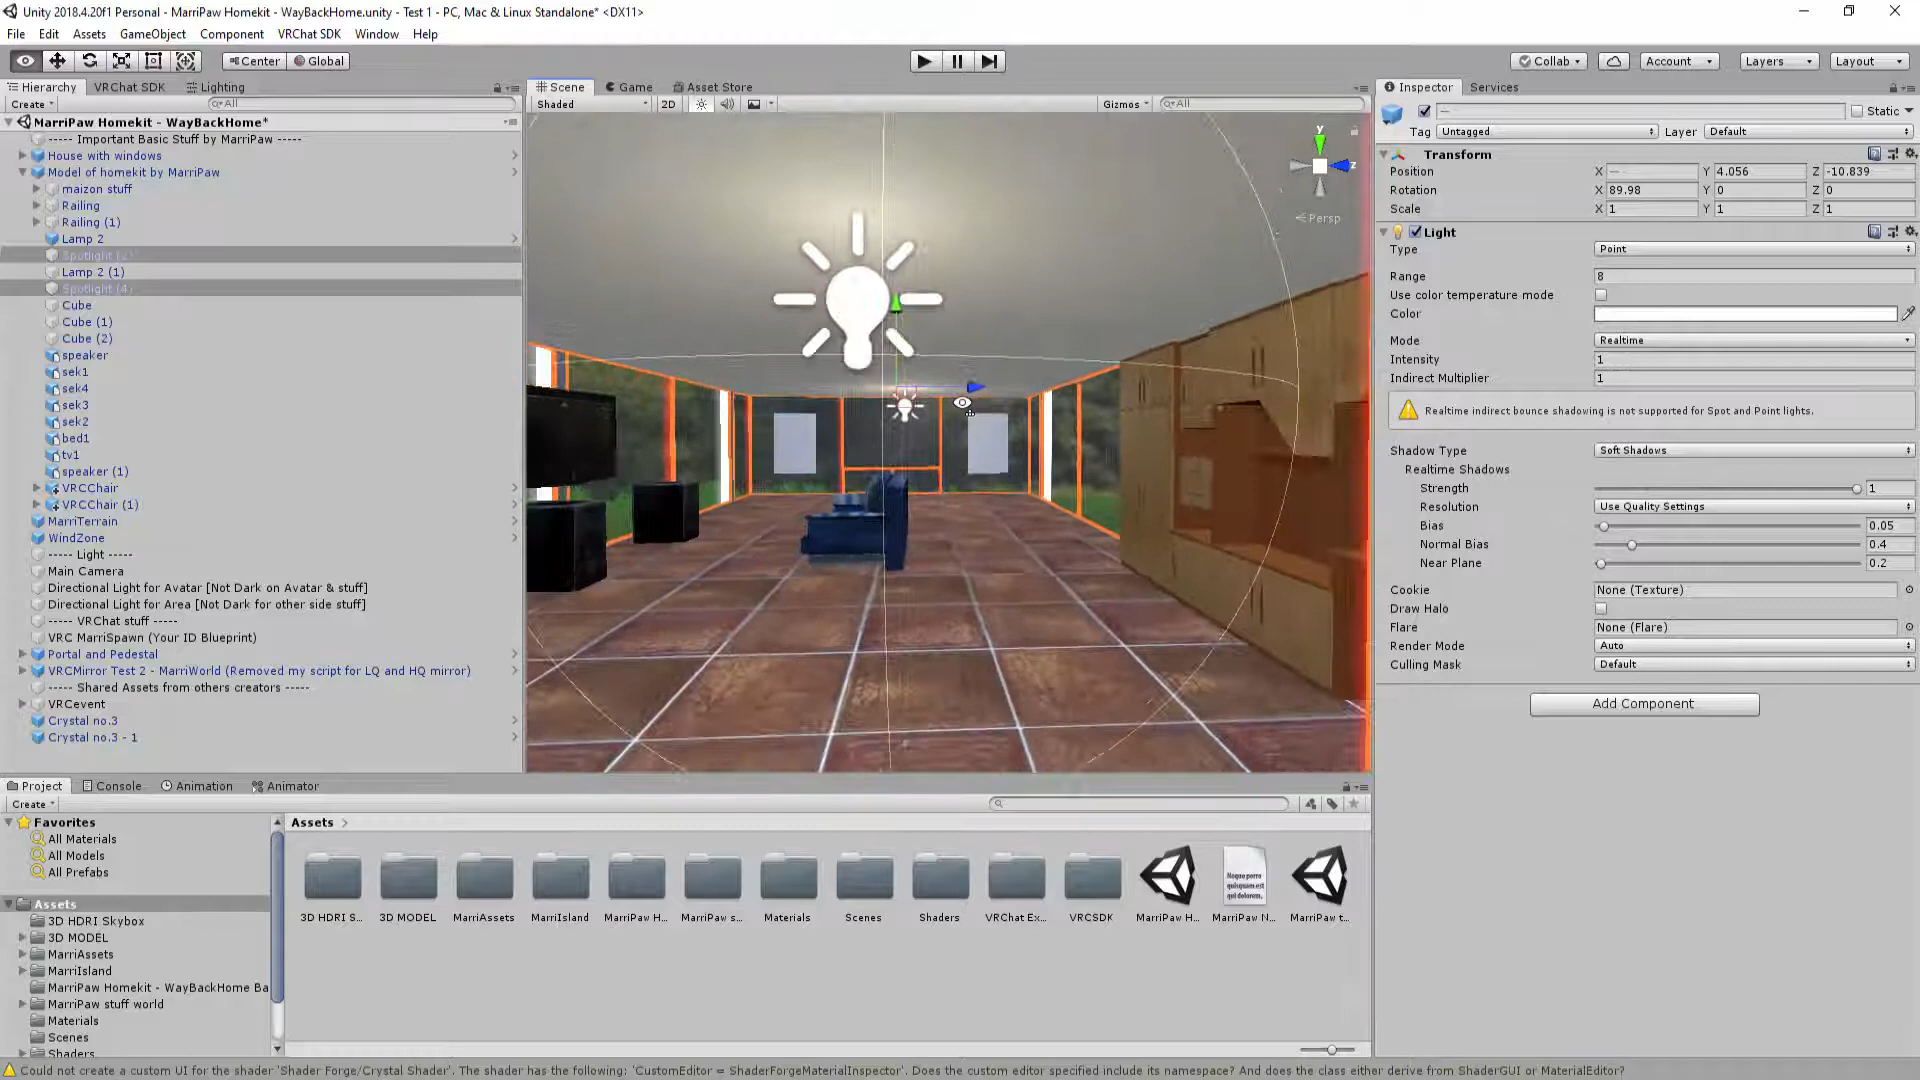 Unity 2018.4.20f1 Personal - MarriPaw Homekit - WayBackHome.unity - Test 1 - PC, Mac & Linux Standalone* <DX11>
File Edit Assets GameObject Component VRChat SDK Window Help
Center Global Collab Account Layers Layout
Hierarchy VRChat SDK Lighting
Create All
MarriPaw Homekit - WayBackHome*
----- Important Basic Stuff by MarriPaw -----
House with windows
Model of homekit by MarriPaw
maizon stuff
Railing
Railing (1)
Lamp 2
Spotlight (2)
Lamp 2 (1)
Spotlight (4)
Cube
Cube (1)
Cube (2)
speaker
sek1
sek4
sek3
sek2
bed1
tv1
speaker (1)
VRCChair
VRCChair (1)
MarriTerrain
WindZone
----- Light -----
Main Camera
Directional Light for Avatar [Not Dark on Avatar & stuff]
Directional Light for Area [Not Dark for other side stuff]
----- VRChat stuff -----
VRC MarriSpawn (Your ID Blueprint)
Portal and Pedestal
VRCMirror Test 2 - MarriWorld (Removed my script for LQ and HQ mirror)
----- Shared Assets from others creators -----
VRCevent
Crystal no.3
Crystal no.3 - 1
Scene Game Asset Store
Shaded 2D Gizmos All
y
z
Persp
Inspector Services
—
Static
Tag Untagged Layer Default
Transform
Position X — Y 4.056 Z -10.839
Rotation X 89.98 Y 0 Z 0
Scale X 1 Y 1 Z 1
Light
Type Point
Range 8
Use color temperature mode
Color
Mode Realtime
Intensity 1
Indirect Multiplier 1
Realtime indirect bounce shadowing is not supported for Spot and Point lights.
Shadow Type Soft Shadows
Realtime Shadows
Strength 1
Resolution Use Quality Settings
Bias 0.05
Normal Bias 0.4
Near Plane 0.2
Cookie None (Texture)
Draw Halo
Flare None (Flare)
Render Mode Auto
Culling Mask Default
Add Component
Project Console Animation Animator
Create
Favorites
All Materials
All Models
All Prefabs
Assets
3D HDRI Skybox
3D MODEL
MarriAssets
MarriIsland
MarriPaw Homekit - WayBackHome Ba
MarriPaw stuff world
Materials
Scenes
Shaders
Assets
Neque porro quisquam est qui dolorem,
3D HDRI S... 3D MODEL MarriAssets MarriIsland MarriPaw H... MarriPaw s... Materials Scenes Shaders VRChat Ex... VRCSDK MarriPaw H... MarriPaw N... MarriPaw t...
Could not create a custom UI for the shader 'Shader Forge/Crystal Shader'. The shader has the following: 'CustomEditor = ShaderForgeMaterialInspector'. Does the custom editor specified include its namespace? And does the class either derive from ShaderGUI or MaterialEditor?